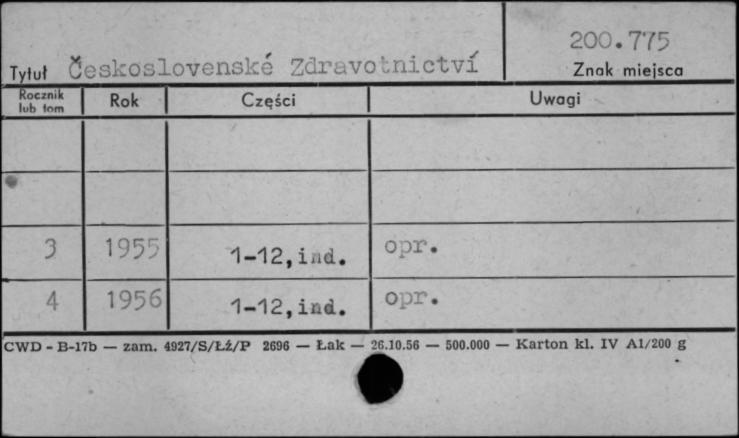 200.775
Tytuł Československé Zdravotnictví Znak miejsca
Rocznik lub tom Rok Części Uwagi
3 1955 1-12, ind. opr.
4 1956 1-12, ind. opr.
CWD - B-17b — zam. 4927/S/ŁŹ/P 2696 — Łak — 26.10.56 — 500.000 — Karton kl. IV A1/200 g